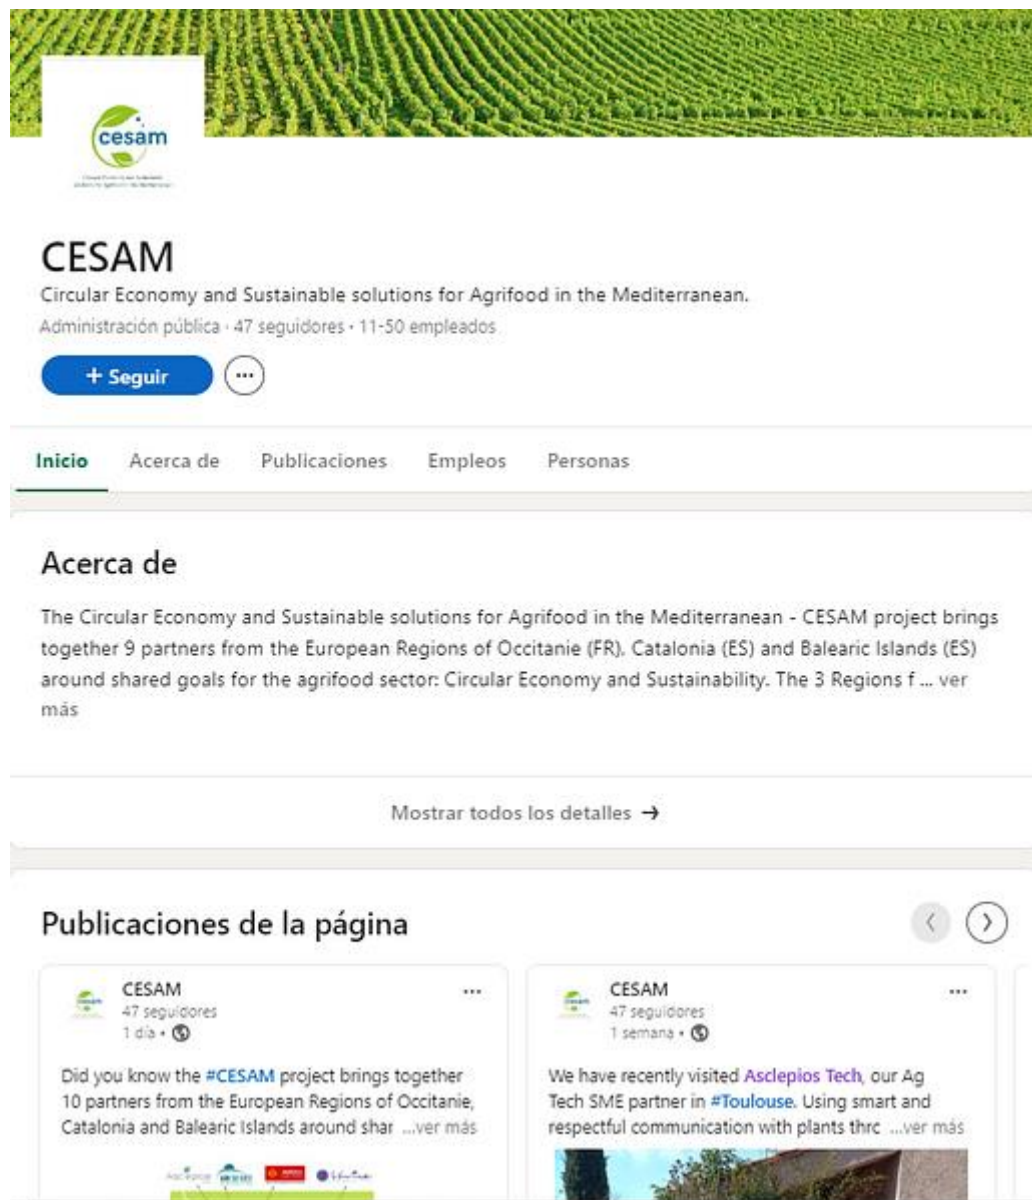 cesam
CESAM
Circular Economy and Sustainable solutions for Agrifood in the Mediterranean.
Administración pública · 47 seguidores · 11-50 empleados
+ Seguir
...
Inicio Acerca de Publicaciones Empleos Personas
Acerca de
The Circular Economy and Sustainable solutions for Agrifood in the Mediterranean - CESAM project brings
together 9 partners from the European Regions of Occitanie (FR), Catalonia (ES) and Balearic Islands (ES)
around shared goals for the agrifood sector: Circular Economy and Sustainability. The 3 Regions f ... ver
más
Mostrar todos los detalles →
Publicaciones de la página
CESAM
47 seguidores
1 día •
Did you know the #CESAM project brings together
10 partners from the European Regions of Occitanie,
Catalonia and Balearic Islands around shar ...ver más
CESAM
47 seguidores
1 semana •
We have recently visited Asclepios Tech, our Ag
Tech SME partner in #Toulouse. Using smart and
respectful communication with plants thrc ...ver más